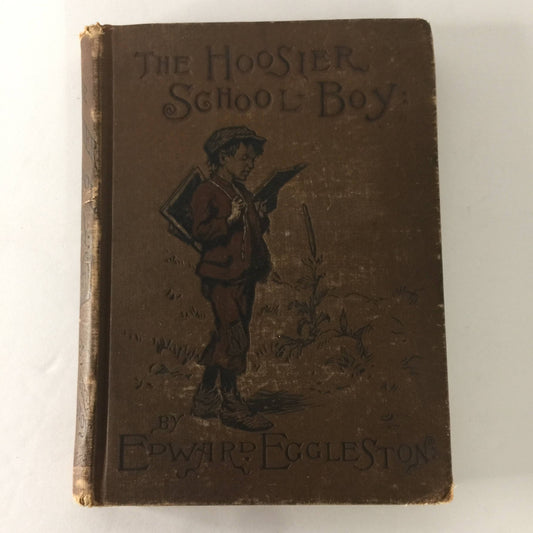 THE HOOSIER
SCHOOL-BOY:
BY
EDWARD EGGLESTON: